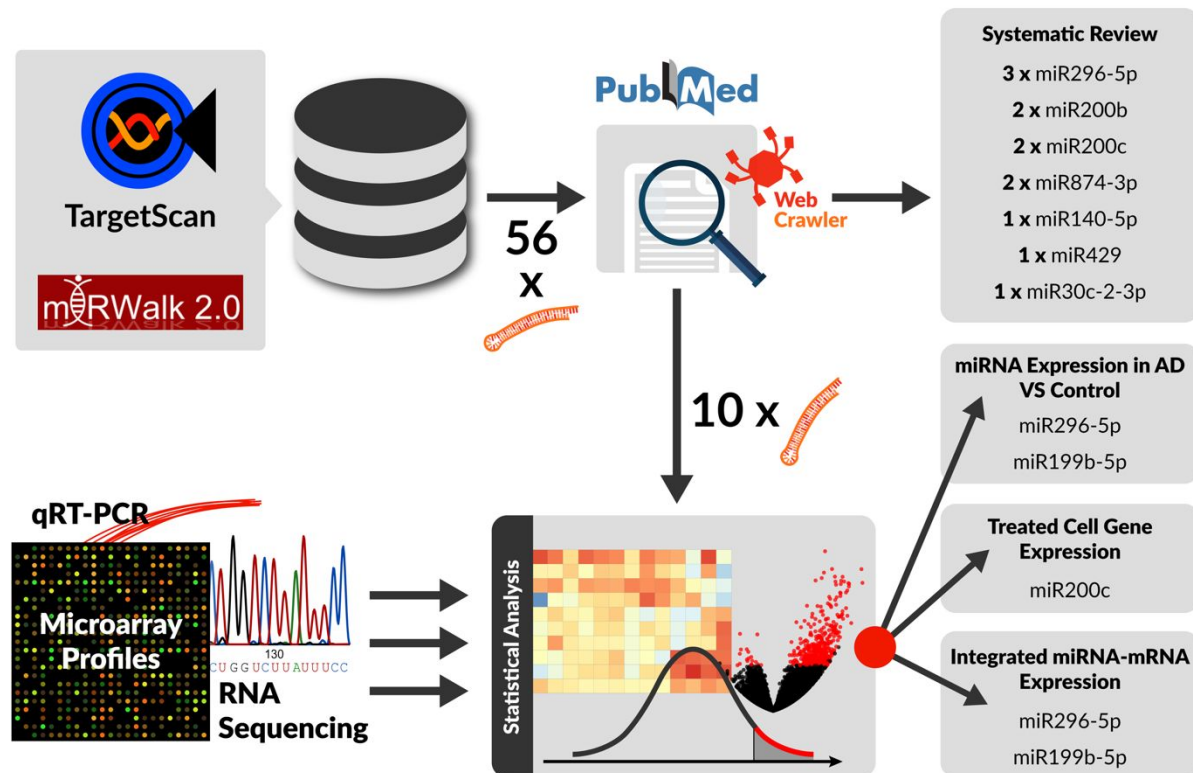 TargetScan
miRWalk 2.0
56
x
PubMed
Web
Crawler
Systematic Review
3 x miR296-5p
2 x miR200b
2 x miR200c
2 x miR874-3p
1 x miR140-5p
1 x miR429
1 x miR30c-2-3p
10 x
qRT-PCR
Microarray
Profiles
130
CUGGUCUUAUUUCC
RNA
Sequencing
Statistical Analysis
miRNA Expression in AD
VS Control
miR296-5p
miR199b-5p
Treated Cell Gene
Expression
miR200c
Integrated miRNA-mRNA
Expression
miR296-5p
miR199b-5p